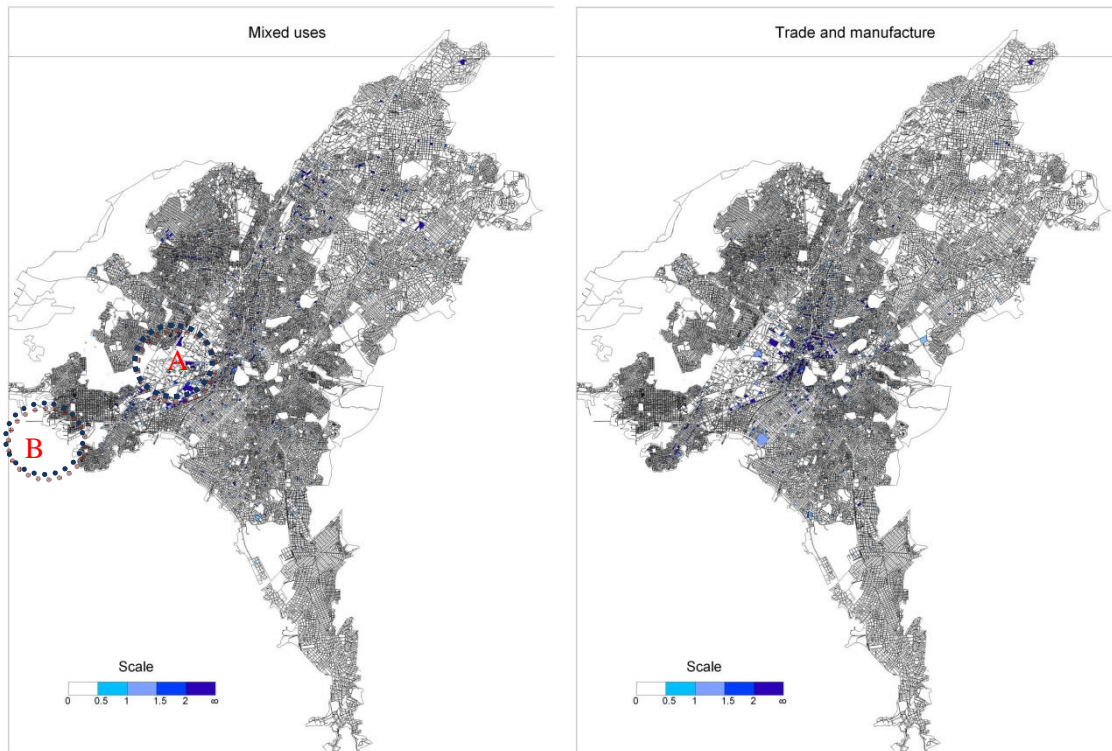 Mixed uses
A
B
Scale
0 0.5 1 1.5 2 ∞
Trade and manufacture
Scale
0 0.5 1 1.5 2 ∞